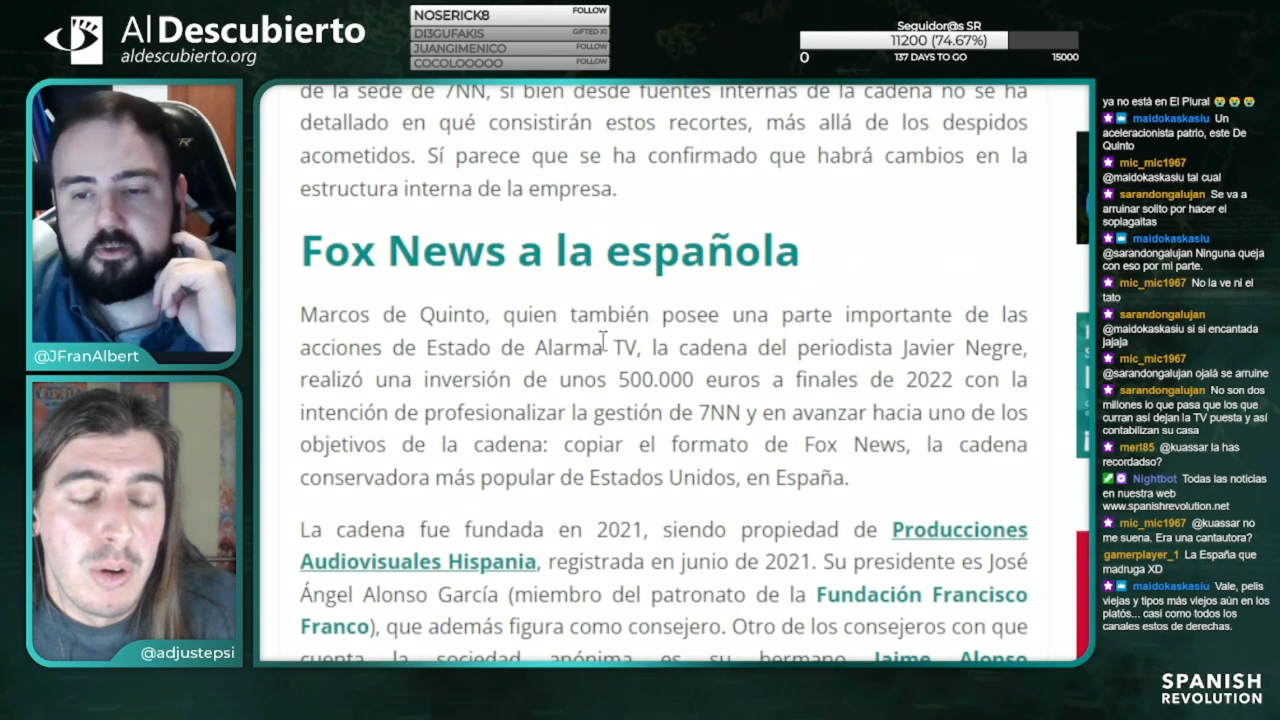 Al Descubierto
aldescubierto.org
NOSERICK8 FOLLOW
DI3GUFAKIS GIFTED X1
JUANGIMENICO FOLLOW
COCOLOOOOO FOLLOW
Seguidor@s SR
11200 (74.67%)
0 137 DAYS TO GO 15000
@JFranAlbert
@adjustepsi
de la sede de 7NN, si bien desde fuentes internas de la cadena no se ha
detallado en qué consistirán estos recortes, más allá de los despidos
acometidos. Sí parece que se ha confirmado que habrá cambios en la
estructura interna de la empresa.
Fox News a la española
Marcos de Quinto, quien también posee una parte importante de las
acciones de Estado de Alarma TV, la cadena del periodista Javier Negre,
realizó una inversión de unos 500.000 euros a finales de 2022 con la
intención de profesionalizar la gestión de 7NN y en avanzar hacia uno de los
objetivos de la cadena: copiar el formato de Fox News, la cadena
conservadora más popular de Estados Unidos, en España.
La cadena fue fundada en 2021, siendo propiedad de Producciones
Audiovisuales Hispania, registrada en junio de 2021. Su presidente es José
Ángel Alonso García (miembro del patronato de la Fundación Francisco
Franco), que además figura como consejero. Otro de los consejeros con que
cuenta la sociedad anónima es su hermano Jaime Alonso
ya no está en El Plural 😭😭😭
maidokaskasiu Un
aceleracionista patrio, este De
Quinto
mic_mic1967
@maidokaskasiu tal cual
sarandongalujan Se va a
arruinar solito por hacer el
soplagaitas
maidokaskasiu
@sarandongalujan Ninguna queja
con eso por mi parte.
mic_mic1967 No la ve ni el
tato
sarandongalujan
@maidokaskasiu si si encantada
jajaja
mic_mic1967
@sarandongalujan ojalá se arruine
sarandongalujan No son dos
millones lo que pasa que los que
curran asi dejan la TV puesta y así
contabilizan su casa
merl85 @kuassar la has
recordadso?
Nightbot Todas las noticias
en nuestra web
www.spanishrevolution.net
mic_mic1967 @kuassar no
me suena. Era una cantautora?
gamerplayer_1 La España que
madruga XD
maidokaskasiu Vale, pelis
viejas y tipos más viejos aún en los
platós... casi como todos los
canales estos de derechas.
SPANISH
REVOLUTION